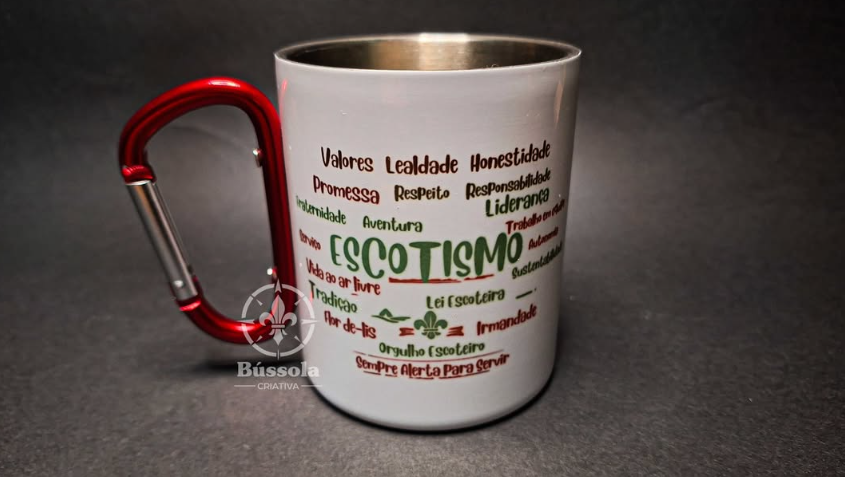 Valores Lealdade Honestidade
Promessa Respeito Responsabilidade
Fraternidade Aventura Liderança
Trabalho em
Serviço ESCOTISMO Autonomia
Vida ao ar livre Sustentabilidade
Tradição Lei Escoteira
Flor de-lis Irmandade
Orgulho Escoteiro
Sempre Alerta Para Servir
Bússola
CRIATIVA